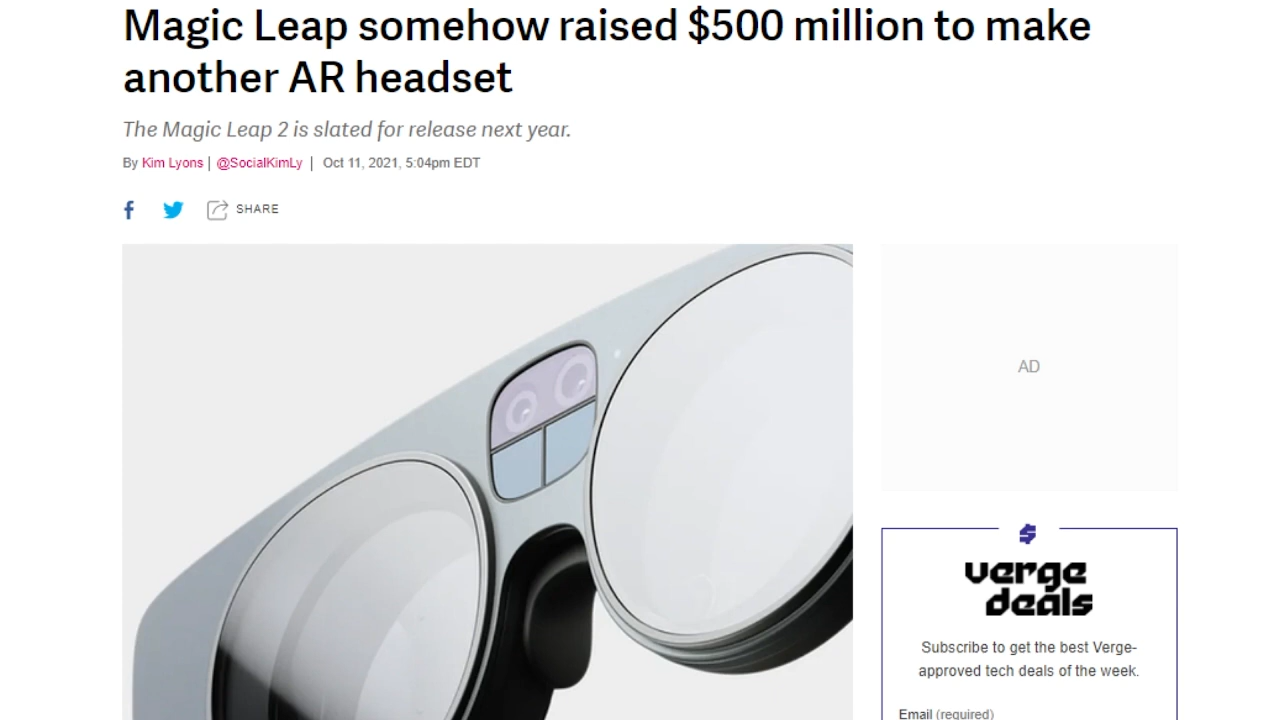 Magic Leap somehow raised $500 million to make
another AR headset
The Magic Leap 2 is slated for release next year.
By Kim Lyons | @SocialKimLy | Oct 11, 2021, 5:04pm EDT
SHARE
AD
verge
deals
Subscribe to get the best Verge-
approved tech deals of the week.
Email (required)